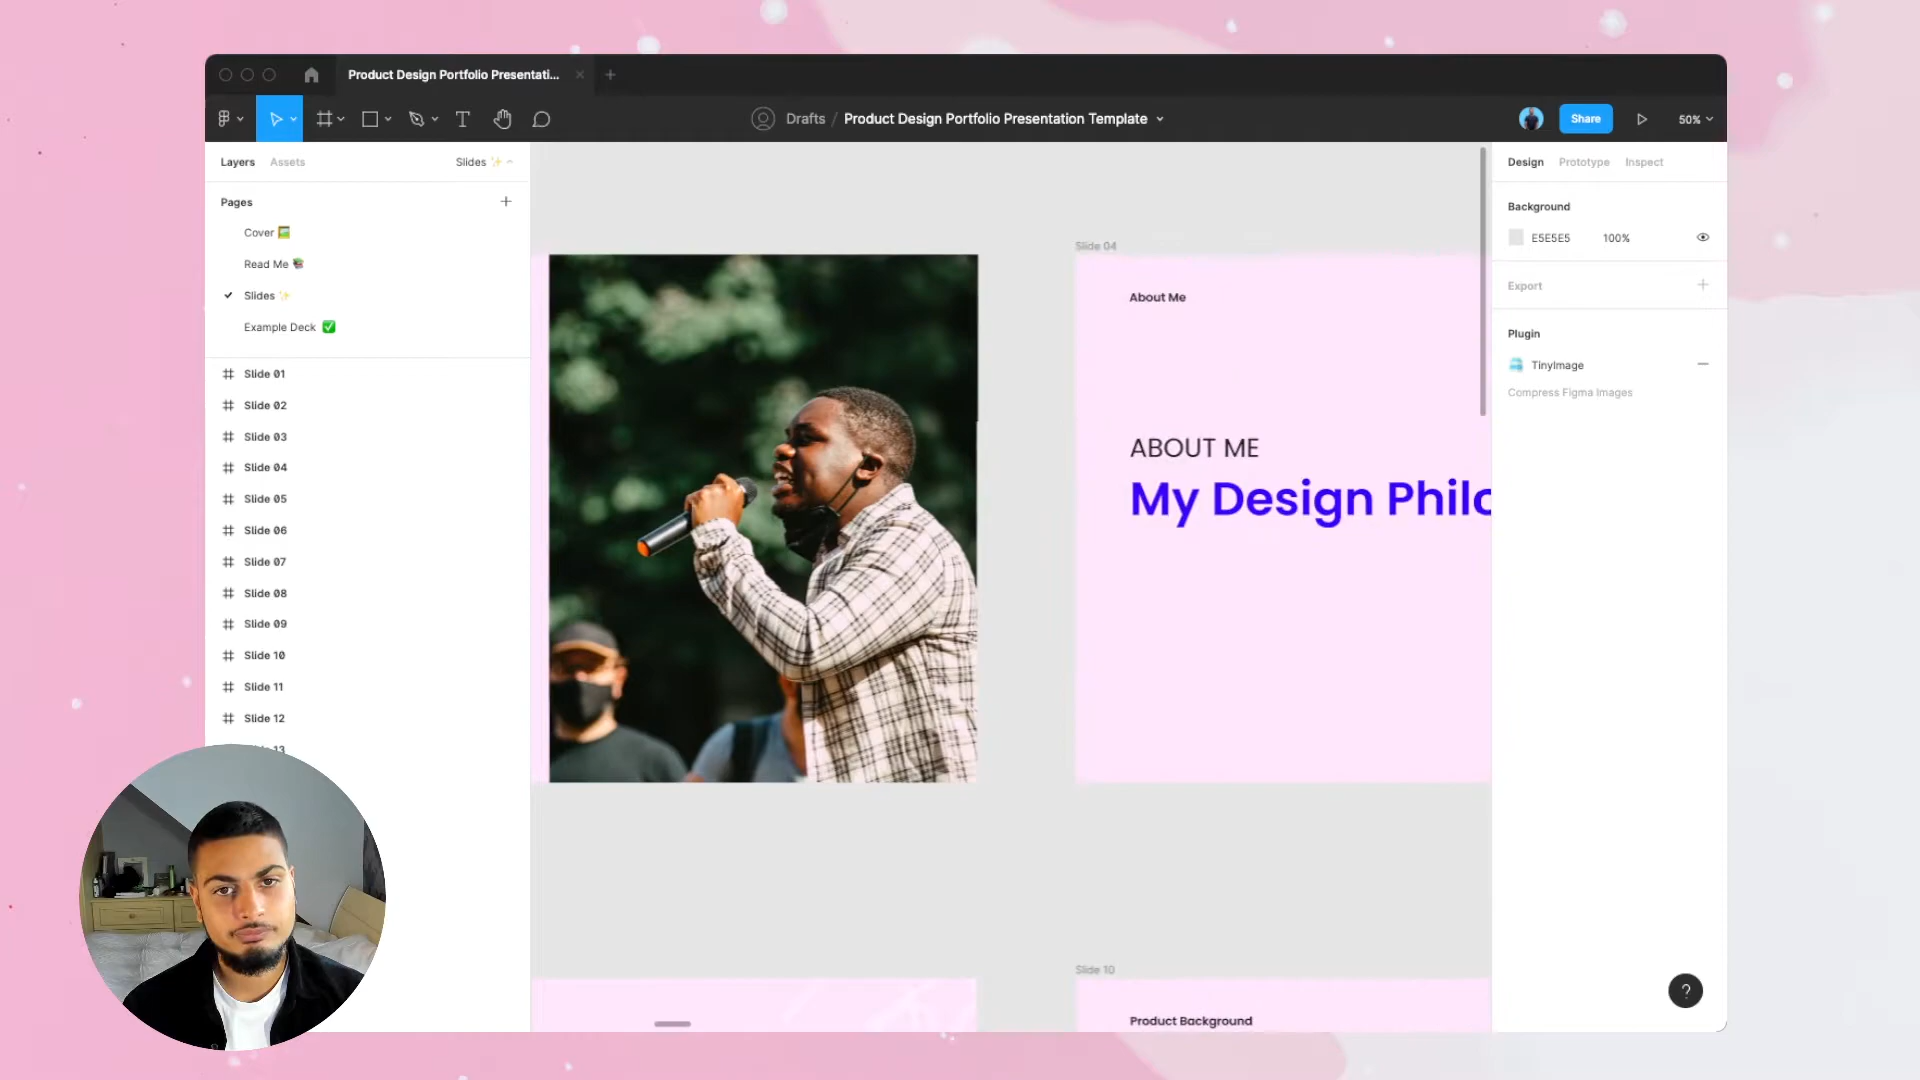 Product Design Portfolio Presentati...
Drafts / Product Design Portfolio Presentation Template
Share
50%
Layers
Assets
Slides ✨
Design
Prototype
Inspect
Pages
Cover 🖼️
Read Me 📚
Slides ✨
Example Deck ✅
Slide 01
Slide 02
Slide 03
Slide 04
Slide 05
Slide 06
Slide 07
Slide 08
Slide 09
Slide 10
Slide 11
Slide 12
13
Slide 04
About Me
ABOUT ME
My Design Philo
Slide 10
Product Background
Background
E5E5E5
100%
Export
Plugin
TinyImage
Compress Figma Images
?